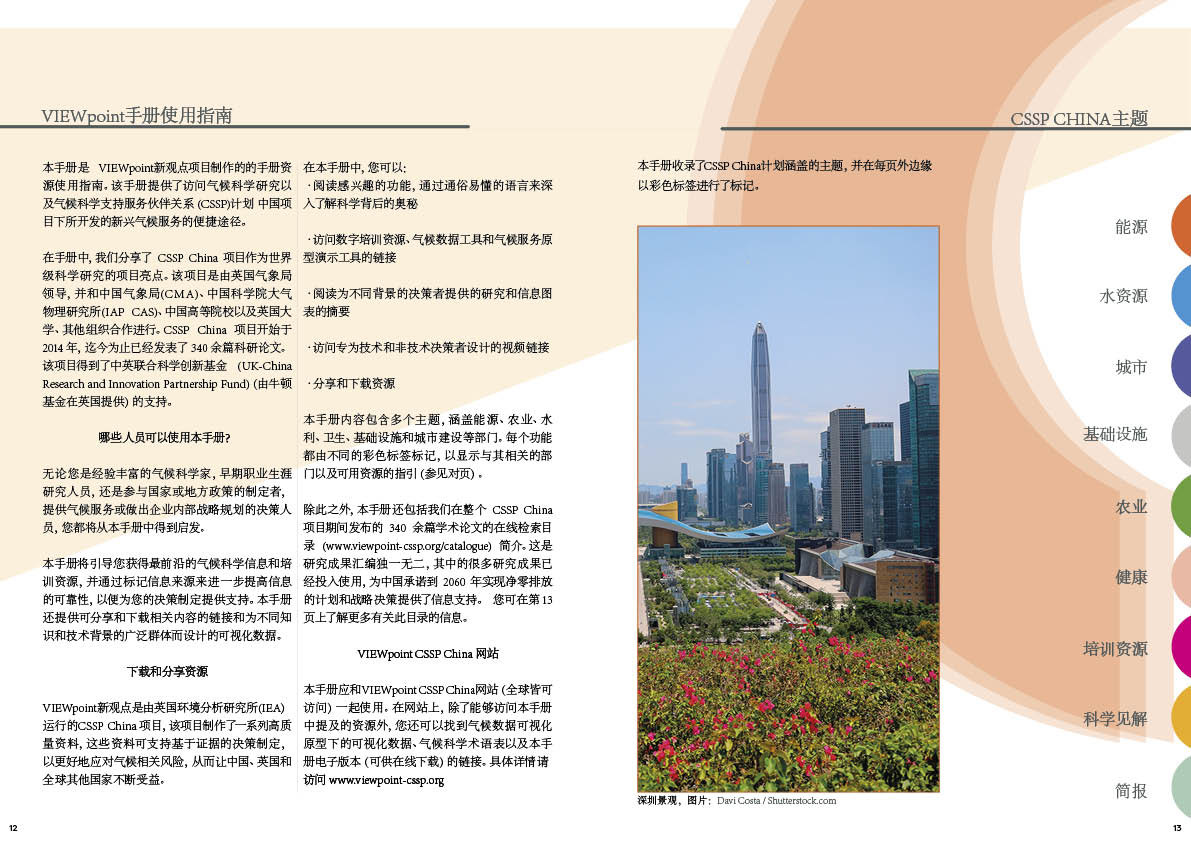 VIEWpoint手册使用指南
本手册是 VIEWpoint新观点项目制作的的手册资
源使用指南。该手册提供了访问气候科学研究以
及气候科学支持服务伙伴关系 (CSSP)计划 中国项
目下所开发的新兴气候服务的便捷途径。
在手册中, 我们分享了 CSSP China 项目作为世界
级科学研究的项目亮点。该项目是由英国气象局
领导, 并和中国气象局(CMA)、中国科学院大气
物理研究所(IAP CAS)、中国高等院校以及英国大
学、其他组织合作进行。CSSP China 项目开始于
2014 年, 迄今为止已经发表了 340 余篇科研论文。
该项目得到了中英联合科学创新基金 (UK-China
Research and Innovation Partnership Fund) (由牛顿
基金在英国提供) 的支持。
哪些人员可以使用本手册?
无论您是经验丰富的气候科学家, 早期职业生涯
研究人员, 还是参与国家或地方政策的制定者,
提供气候服务或做出企业内部战略规划的决策人
员, 您都将从本手册中得到启发。
本手册将引导您获得最前沿的气候科学信息和培
训资源, 并通过标记信息来源来进一步提高信息
的可靠性, 以便为您的决策制定提供支持。本手册
还提供可分享和下载相关内容的链接和为不同知
识和技术背景的广泛群体而设计的可视化数据。
下载和分享资源
VIEWpoint新观点是由英国环境分析研究所(IEA)
运行的CSSP China 项目, 该项目制作了一系列高质
量资料, 这些资料可支持基于证据的决策制定,
以更好地应对气候相关风险, 从而让中国、英国和
全球其他国家不断受益。
在本手册中, 您可以:
·阅读感兴趣的功能, 通过通俗易懂的语言来深
入了解科学背后的奥秘
·访问数字培训资源、气候数据工具和气候服务原
型演示工具的链接
·阅读为不同背景的决策者提供的研究和信息图
表的摘要
·访问专为技术和非技术决策者设计的视频链接
·分享和下载资源
本手册内容包含多个主题, 涵盖能源、农业、水
利、卫生、基础设施和城市建设等部门。每个功能
都由不同的彩色标签标记, 以显示与其相关的部
门以及可用资源的指引 (参见对页) 。
除此之外, 本手册还包括我们在整个 CSSP China
项目期间发布的 340 余篇学术论文的在线检索目
录 (www.viewpoint-cssp.org/catalogue) 简介。这是
研究成果汇编独一无二, 其中的很多研究成果已
经投入使用, 为中国承诺到 2060 年实现净零排放
的计划和战略决策提供了信息支持。 您可在第 13
页上了解更多有关此目录的信息。
VIEWpoint CSSP China 网站
本手册应和VIEWpoint CSSP China网站 (全球皆可
访问) 一起使用。在网站上, 除了能够访问本手册
中提及的资源外, 您还可以找到气候数据可视化
原型下的可视化数据、气候科学术语表以及本手
册电子版本 (可供在线下载) 的链接。具体详情请
访问 www.viewpoint-cssp.org
12
CSSP CHINA主题
本手册收录了CSSP China计划涵盖的主题, 并在每页外边缘
以彩色标签进行了标记。
能源
水资源
城市
基础设施
农业
健康
培训资源
科学见解
简报
深圳景观, 图片: Davi Costa / Shutterstock.com
13